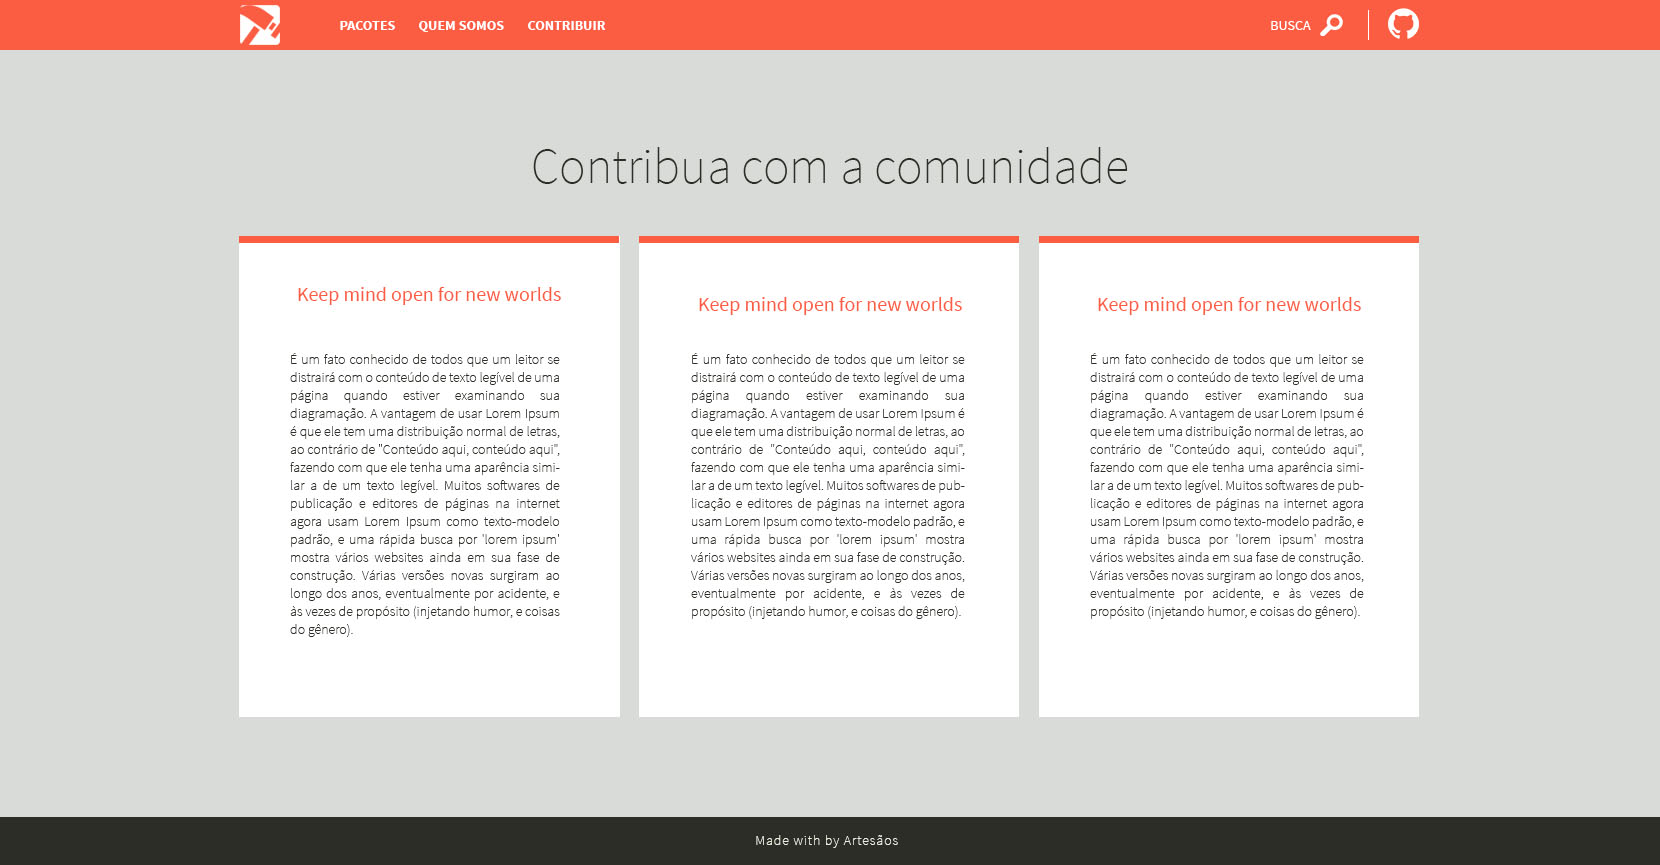 PACOTES QUEM SOMOS CONTRIBUIR BUSCA
Contribua com a comunidade
Keep mind open for new worlds
É um fato conhecido de todos que um leitor se
distrairá com o conteúdo de texto legível de uma
página quando estiver examinando sua
diagramação. A vantagem de usar Lorem Ipsum
é que ele tem uma distribuição normal de letras,
ao contrário de "Conteúdo aqui, conteúdo aqui",
fazendo com que ele tenha uma aparência simi-
lar a de um texto legível. Muitos softwares de
publicação e editores de páginas na internet
agora usam Lorem Ipsum como texto-modelo
padrão, e uma rápida busca por 'lorem ipsum'
mostra vários websites ainda em sua fase de
construção. Várias versões novas surgiram ao
longo dos anos, eventualmente por acidente, e
às vezes de propósito (injetando humor, e coisas
do gênero).
Keep mind open for new worlds
É um fato conhecido de todos que um leitor se
distrairá com o conteúdo de texto legível de uma
página quando estiver examinando sua
diagramação. A vantagem de usar Lorem Ipsum é
que ele tem uma distribuição normal de letras, ao
contrário de "Conteúdo aqui, conteúdo aqui",
fazendo com que ele tenha uma aparência simi-
lar a de um texto legível. Muitos softwares de pub-
licação e editores de páginas na internet agora
usam Lorem Ipsum como texto-modelo padrão, e
uma rápida busca por 'lorem ipsum' mostra
vários websites ainda em sua fase de construção.
Várias versões novas surgiram ao longo dos anos,
eventualmente por acidente, e às vezes de
propósito (injetando humor, e coisas do gênero).
Keep mind open for new worlds
É um fato conhecido de todos que um leitor se
distrairá com o conteúdo de texto legível de uma
página quando estiver examinando sua
diagramação. A vantagem de usar Lorem Ipsum é
que ele tem uma distribuição normal de letras, ao
contrário de "Conteúdo aqui, conteúdo aqui",
fazendo com que ele tenha uma aparência simi-
lar a de um texto legível. Muitos softwares de pub-
licação e editores de páginas na internet agora
usam Lorem Ipsum como texto-modelo padrão, e
uma rápida busca por 'lorem ipsum' mostra
vários websites ainda em sua fase de construção.
Várias versões novas surgiram ao longo dos anos,
eventualmente por acidente, e às vezes de
propósito (injetando humor, e coisas do gênero).
Made with by Artesãos